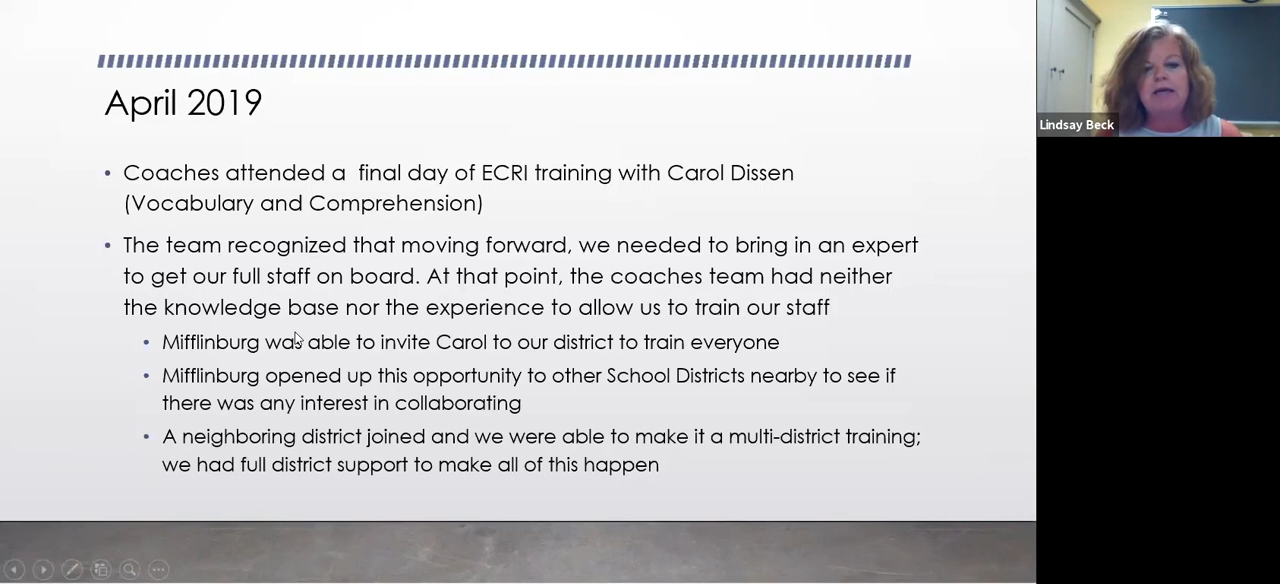 April 2019
• Coaches attended a  final day of ECRI training with Carol Dissen
(Vocabulary and Comprehension)
• The team recognized that moving forward, we needed to bring in an expert
to get our full staff on board. At that point, the coaches team had neither
the knowledge base nor the experience to allow us to train our staff
• Mifflinburg was able to invite Carol to our district to train everyone
• Mifflinburg opened up this opportunity to other School Districts nearby to see if
there was any interest in collaborating
• A neighboring district joined and we were able to make it a multi-district training;
we had full district support to make all of this happen
Lindsay Beck